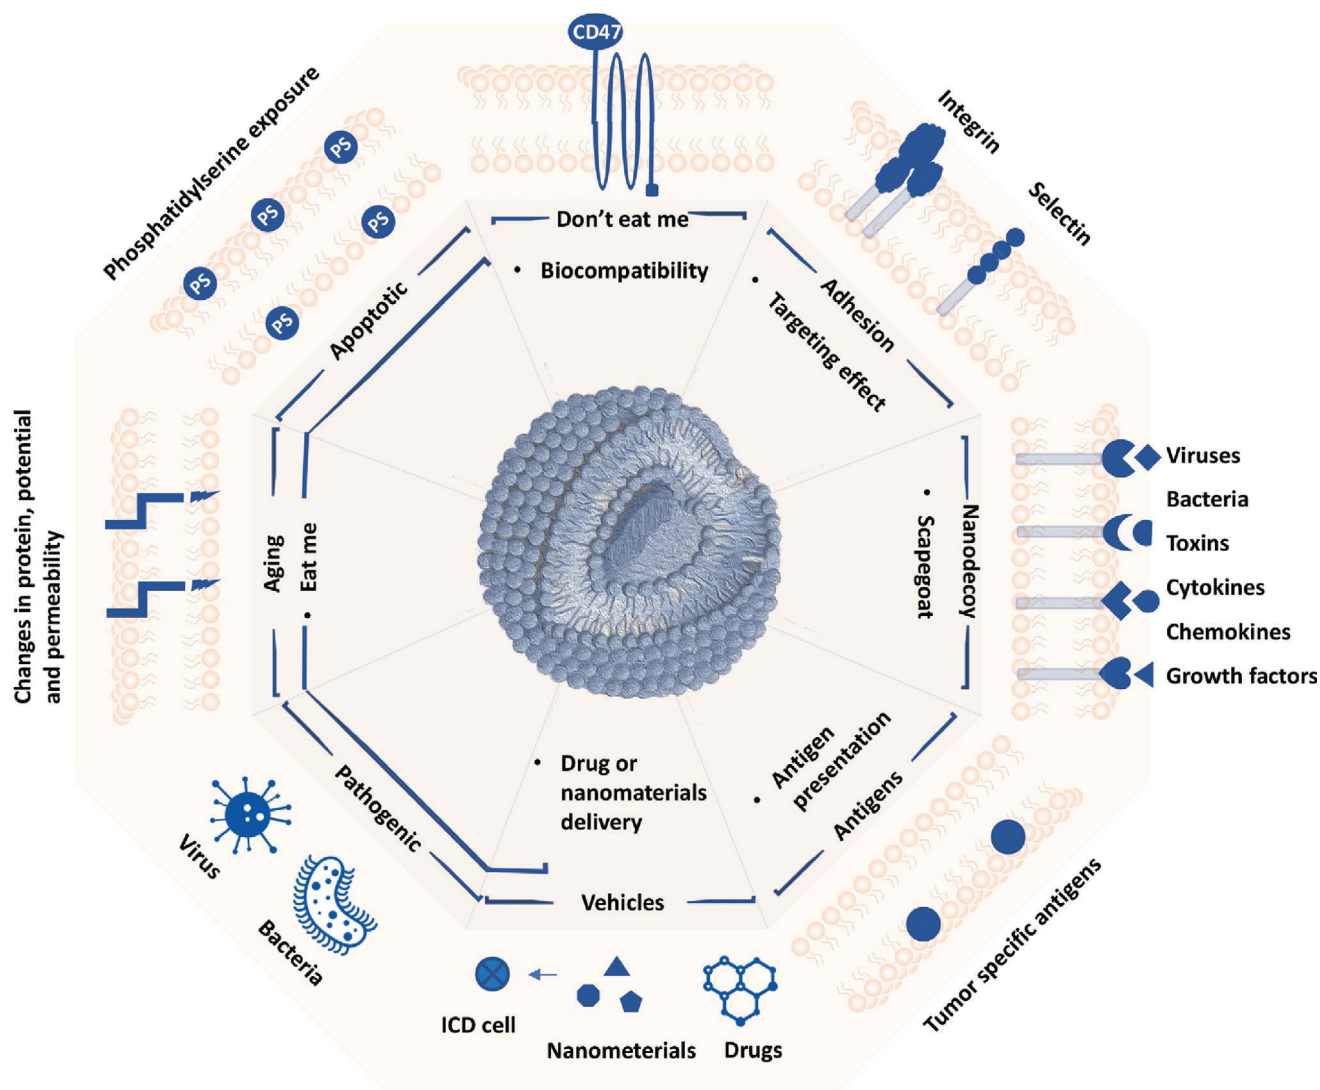 CD47
Don’t eat me
• Biocompatibility
Integrin
Selectin
Adhesion
• Targeting effect
Nanodecoy
• Scapegoat
Viruses
Bacteria
Toxins
Cytokines
Chemokines
Growth factors
• Antigen
presentation
Antigens
Tumor specific antigens
• Drug or
nanomaterials
delivery
Vehicles
ICD cell
Nanometerials
Drugs
Pathogenic
Virus
Bacteria
Aging
• Eat me
Changes in protein, potential
and permeability
Apoptotic
Phosphatidylserine exposure
PS
PS
PS
PS
PS